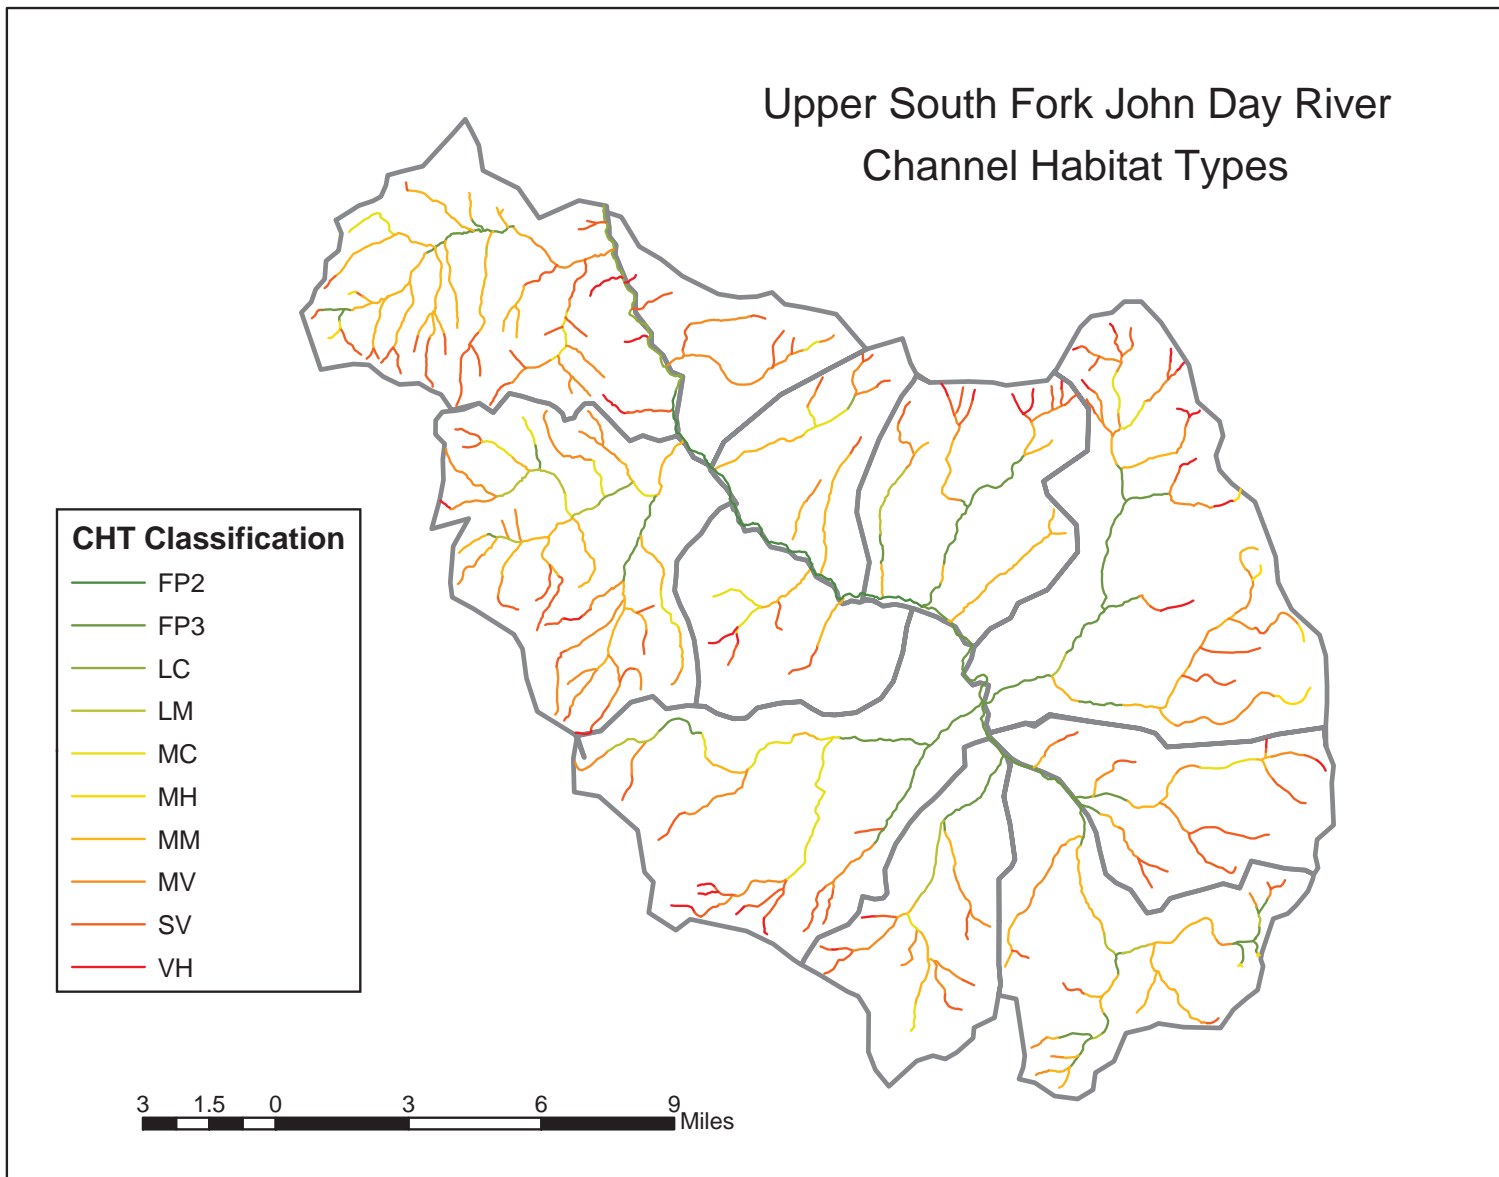 Upper South Fork John Day River
Channel Habitat Types
CHT Classification
FP2
FP3
LC
LM
MC
MH
MM
MV
SV
VH
3 1.5 0 3 6 9
Miles